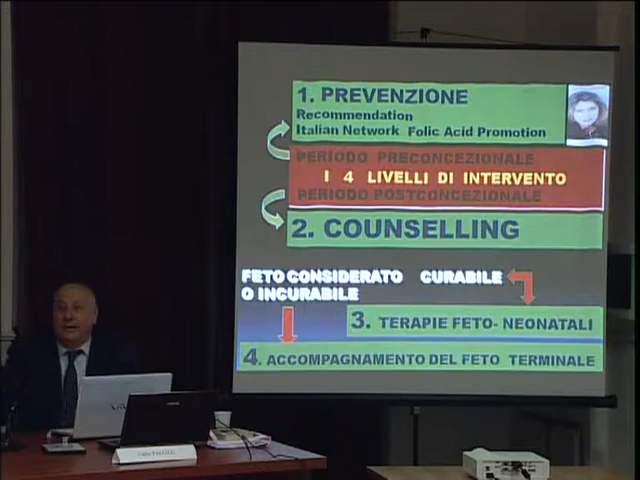 1. PREVENZIONE
Recommendation
Italian Network Folic Acid Promotion
PERIODO PRECONCEZIONALE
I 4 LIVELLI DI INTERVENTO
PERIODO POSTCONCEZIONALE
2. COUNSELLING
FETO CONSIDERATO CURABILE
O INCURABILE
3. TERAPIE FETO- NEONATALI
4. ACCOMPAGNAMENTO DEL FETO TERMINALE